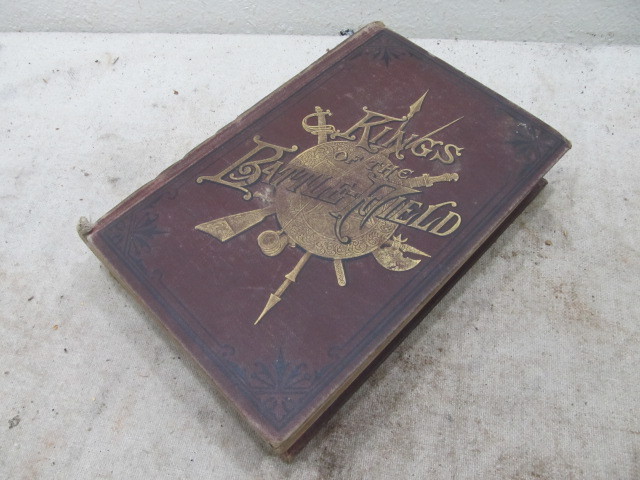 KINGS
OF THE
BATTLE-FIELD